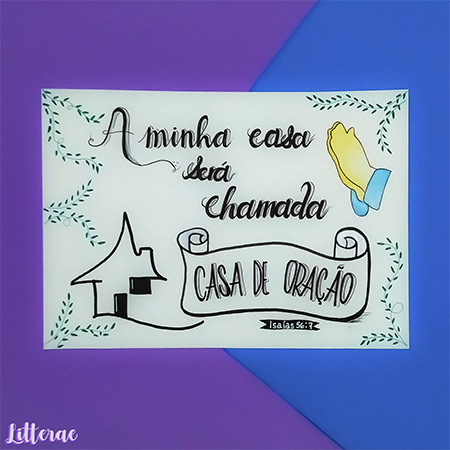 A minha casa
será
chamada
CASA DE ORAÇÃO
Isaías 56:7
Litterae